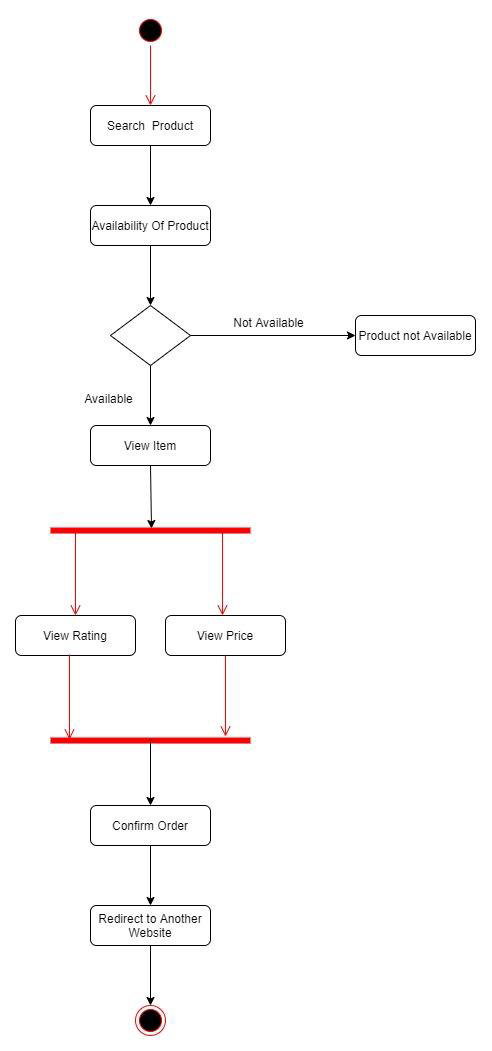 Search  Product
Availability Of Product
Not Available
Product not Available
Available
View Item
View Rating
View Price
Confirm Order
Redirect to Another
Website